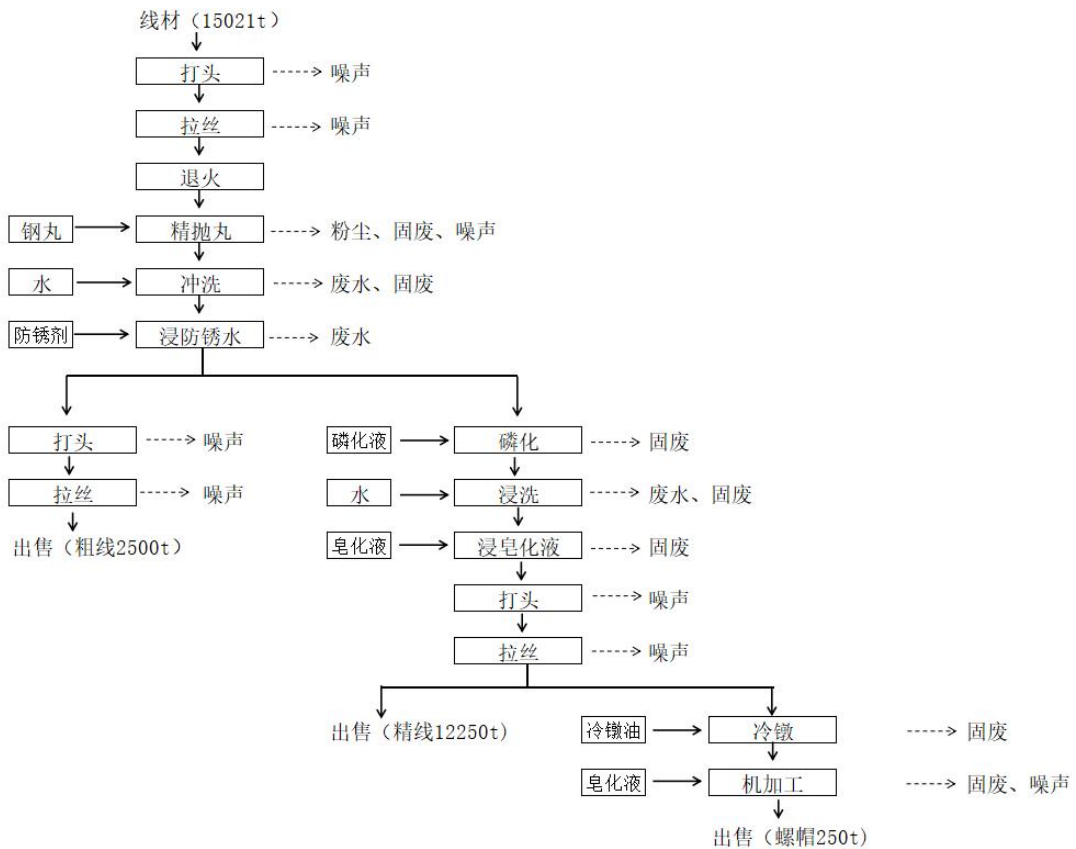 线材（15021t）
打头 噪声
拉丝 噪声
退火
钢丸 精抛丸 粉尘、固废、噪声
水 冲洗 废水、固废
防锈剂 浸防锈水 废水
打头 噪声 磷化液 磷化 固废
拉丝 噪声 水 浸洗 废水、固废
出售（粗线2500t） 皂化液 浸皂化液 固废
打头 噪声
拉丝 噪声
出售（精线12250t) 冷镦油 冷镦 固废
皂化液 机加工 固废、噪声
出售（螺帽250t)